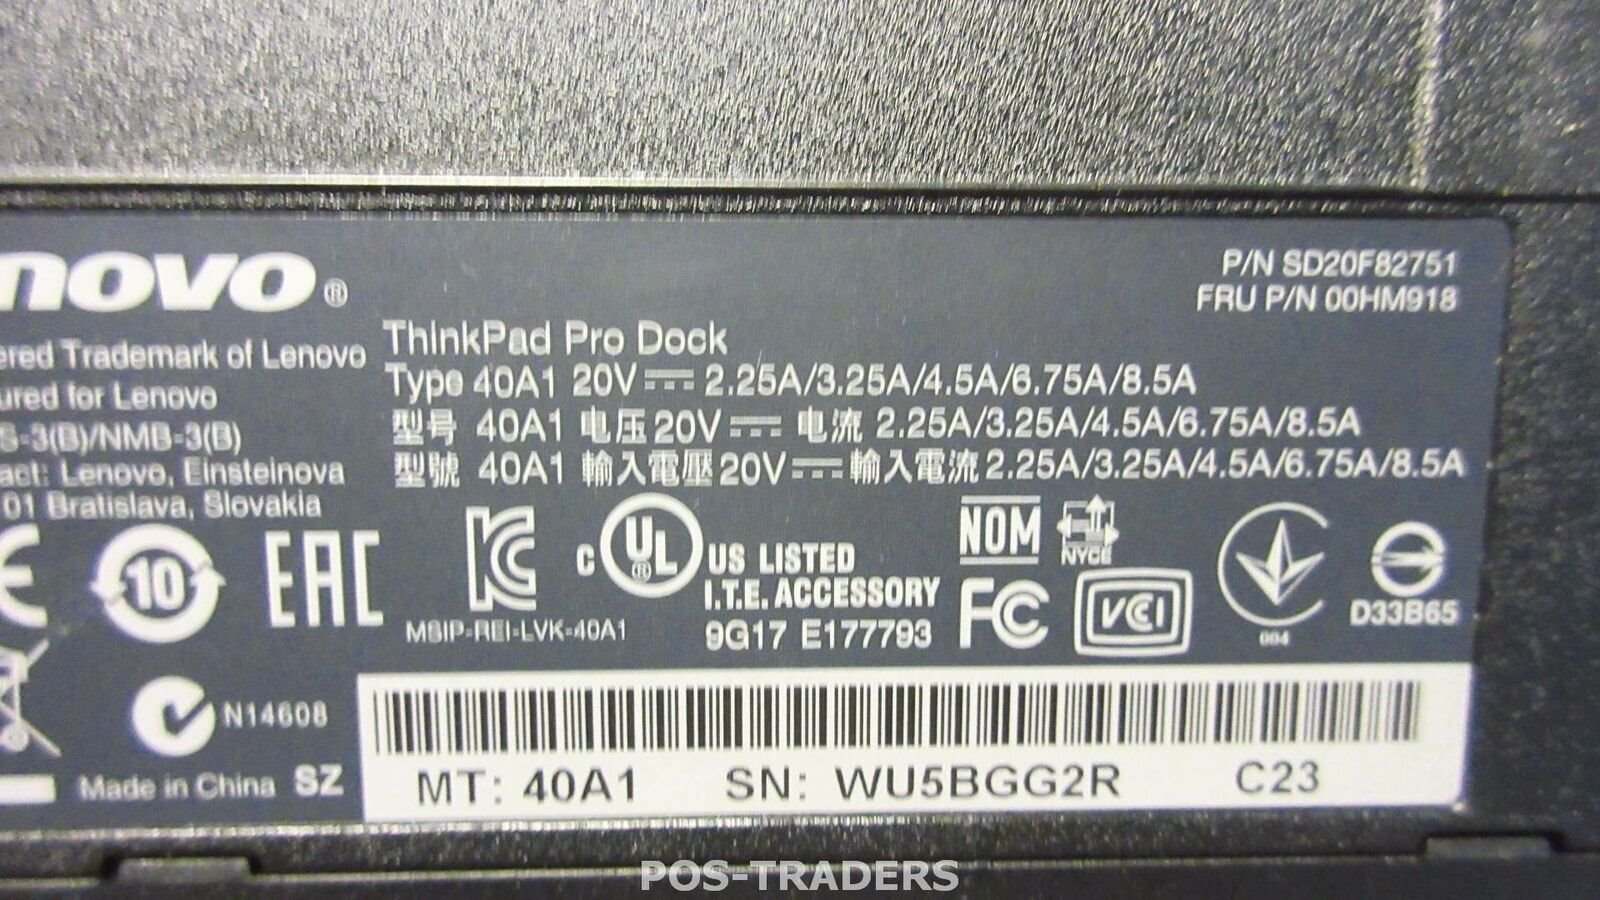 P/N SD20F82751
FRU P/N 00HM918
novo®
ThinkPad Pro Dock
Trademark of Lenovo
Type 40A1 20V⎓ 2.25A/3.25A/4.5A/6.75A/8.5A
for Lenovo
型号 40A1 电压20V⎓ 电流 2.25A/3.25A/4.5A/6.75A/8.5A
S-3(B)/NMB-3(B)
型號 40A1 輸入電壓20V⎓輸入電流2.25A/3.25A/4.5A/6.75A/8.5A
act: Lenovo, Einsteinova
01 Bratislava, Slovakia
CE
10
EAC
MSIP-REI-LVK-40A1
C UL® US LISTED
I.T.E. ACCESSORY
9G17 E177793
NOM
NYCE
FC
VCI
004
D33B65
N14608
Made in China SZ
MT: 40A1 SN: WU5BGG2R C23
POS-TRADERS